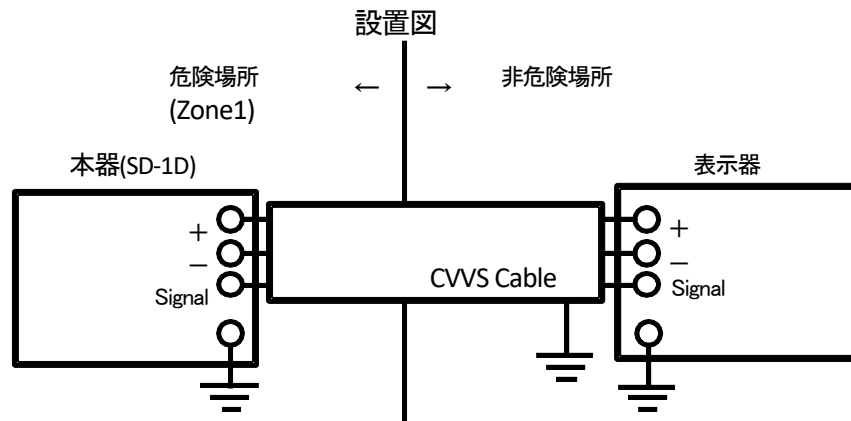 設置図
危険場所
(Zone1)
← →
非危険場所
本器(SD-1D)
表示器
+
−
Signal
CVVS Cable
+
−
Signal